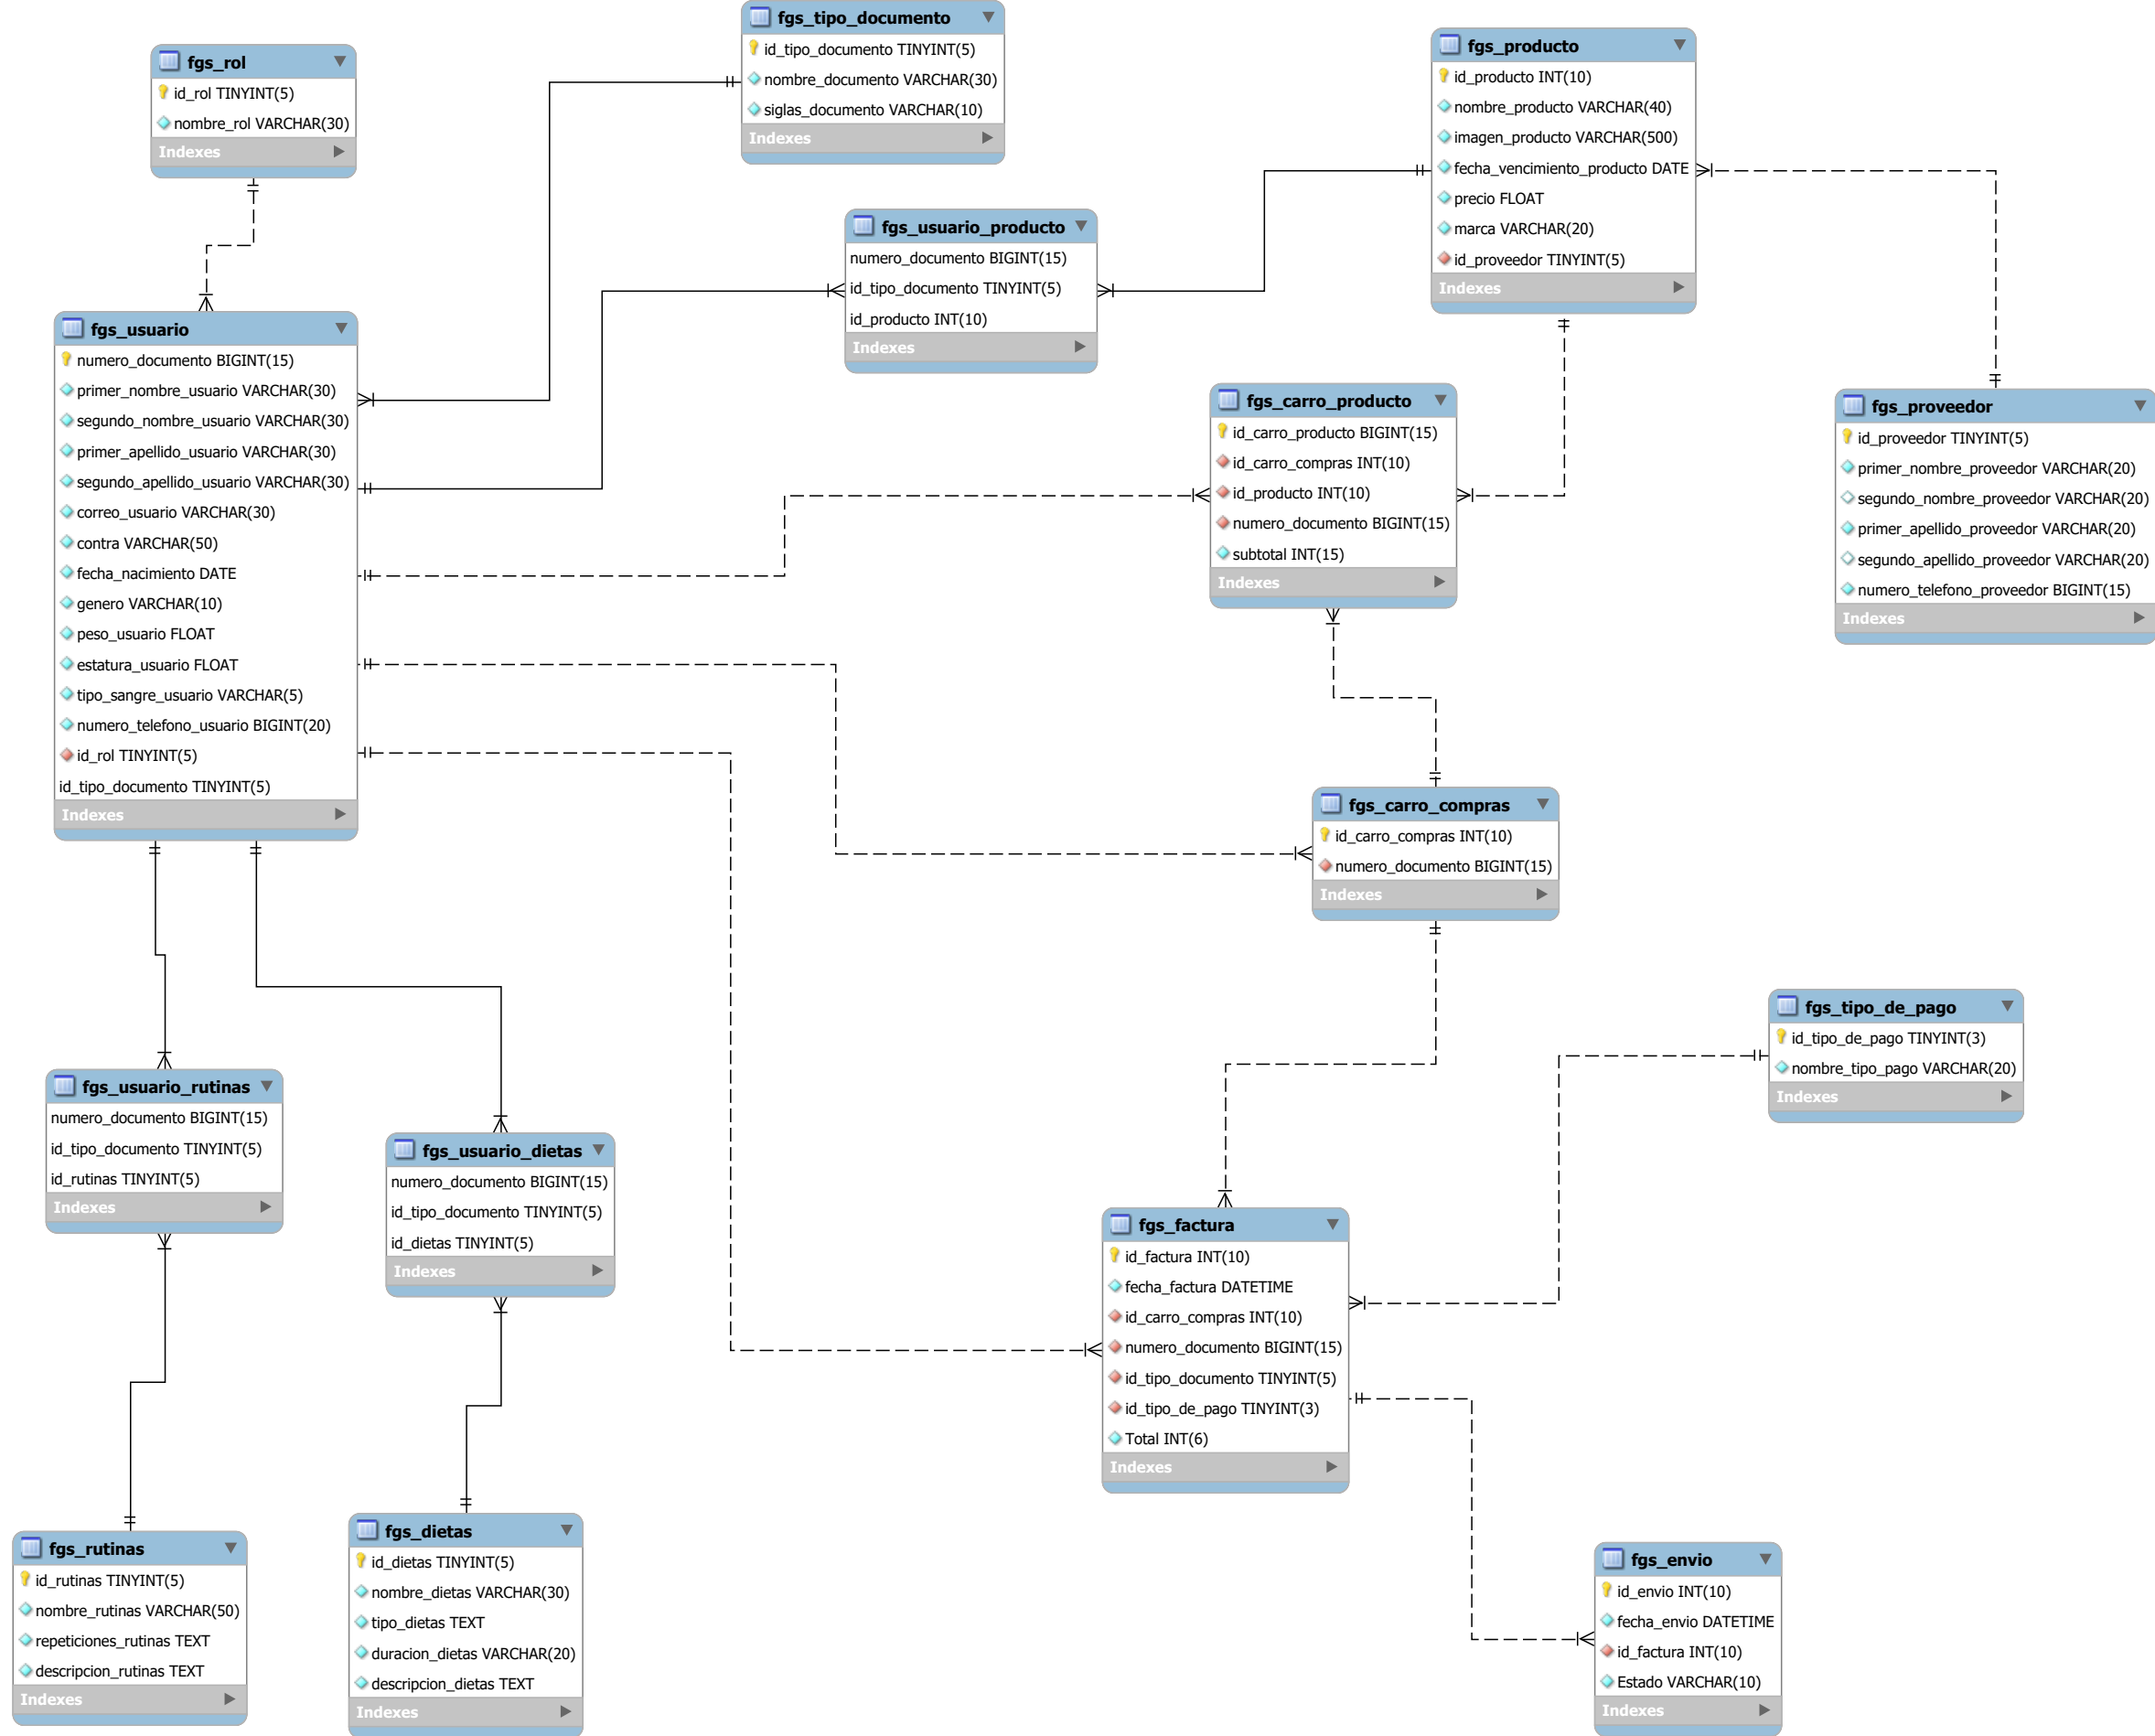 fgs_tipo_documento
id_tipo_documento TINYINT(5)
nombre_documento VARCHAR(30)
siglas_documento VARCHAR(10)
Indexes
fgs_rol
id_rol TINYINT(5)
nombre_rol VARCHAR(30)
Indexes
fgs_producto
id_producto INT(10)
nombre_producto VARCHAR(40)
imagen_producto VARCHAR(500)
fecha_vencimiento_producto DATE
precio FLOAT
marca VARCHAR(20)
id_proveedor TINYINT(5)
Indexes
fgs_usuario_producto
numero_documento BIGINT(15)
id_tipo_documento TINYINT(5)
id_producto INT(10)
Indexes
fgs_usuario
numero_documento BIGINT(15)
primer_nombre_usuario VARCHAR(30)
segundo_nombre_usuario VARCHAR(30)
primer_apellido_usuario VARCHAR(30)
segundo_apellido_usuario VARCHAR(30)
correo_usuario VARCHAR(30)
contra VARCHAR(50)
fecha_nacimiento DATE
genero VARCHAR(10)
peso_usuario FLOAT
estatura_usuario FLOAT
tipo_sangre_usuario VARCHAR(5)
numero_telefono_usuario BIGINT(20)
id_rol TINYINT(5)
id_tipo_documento TINYINT(5)
Indexes
fgs_carro_producto
id_carro_producto BIGINT(15)
id_carro_compras INT(10)
id_producto INT(10)
numero_documento BIGINT(15)
subtotal INT(15)
Indexes
fgs_proveedor
id_proveedor TINYINT(5)
primer_nombre_proveedor VARCHAR(20)
segundo_nombre_proveedor VARCHAR(20)
primer_apellido_proveedor VARCHAR(20)
segundo_apellido_proveedor VARCHAR(20)
numero_telefono_proveedor BIGINT(15)
Indexes
fgs_carro_compras
id_carro_compras INT(10)
numero_documento BIGINT(15)
Indexes
fgs_tipo_de_pago
id_tipo_de_pago TINYINT(3)
nombre_tipo_pago VARCHAR(20)
Indexes
fgs_usuario_rutinas
numero_documento BIGINT(15)
id_tipo_documento TINYINT(5)
id_rutinas TINYINT(5)
Indexes
fgs_usuario_dietas
numero_documento BIGINT(15)
id_tipo_documento TINYINT(5)
id_dietas TINYINT(5)
Indexes
fgs_factura
id_factura INT(10)
fecha_factura DATETIME
id_carro_compras INT(10)
numero_documento BIGINT(15)
id_tipo_documento TINYINT(5)
id_tipo_de_pago TINYINT(3)
Total INT(6)
Indexes
fgs_rutinas
id_rutinas TINYINT(5)
nombre_rutinas VARCHAR(50)
repeticiones_rutinas TEXT
descripcion_rutinas TEXT
Indexes
fgs_dietas
id_dietas TINYINT(5)
nombre_dietas VARCHAR(30)
tipo_dietas TEXT
duracion_dietas VARCHAR(20)
descripcion_dietas TEXT
Indexes
fgs_envio
id_envio INT(10)
fecha_envio DATETIME
id_factura INT(10)
Estado VARCHAR(10)
Indexes